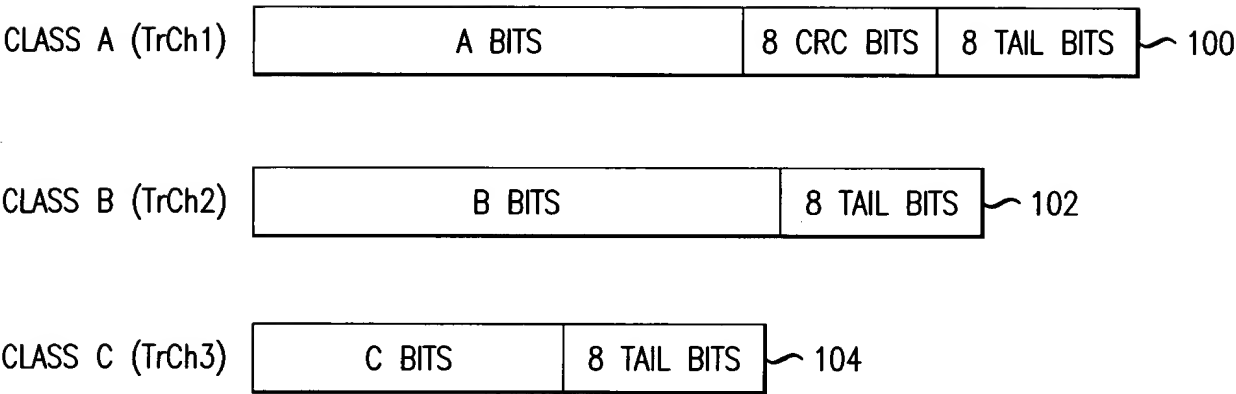 CLASS A (TrCh1) A BITS 8 CRC BITS 8 TAIL BITS 100
CLASS B (TrCh2) B BITS 8 TAIL BITS 102
CLASS C (TrCh3) C BITS 8 TAIL BITS 104